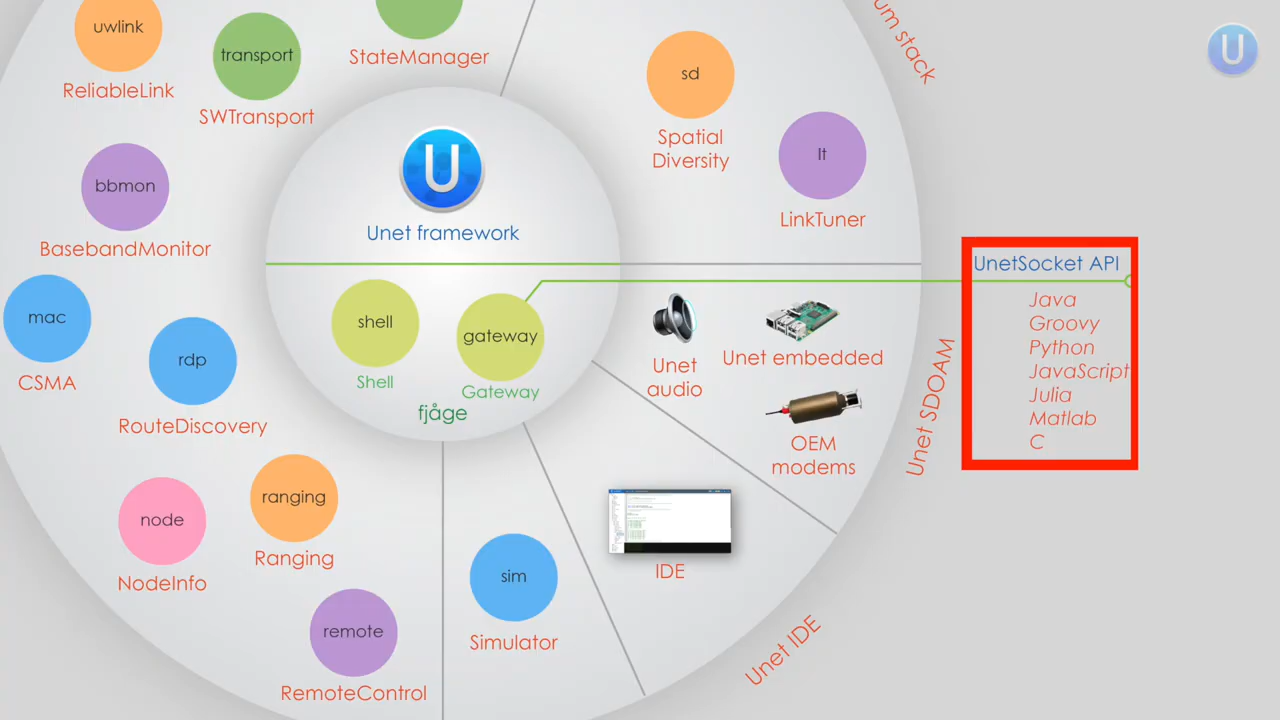 uwlink
ReliableLink
transport
SWTransport
StateManager
bbmon
BasebandMonitor
mac
CSMA
rdp
RouteDiscovery
node
NodeInfo
ranging
Ranging
remote
RemoteControl
U
Unet framework
shell
Shell
gateway
Gateway
fjåge
sd
Spatial
Diversity
lt
LinkTuner
um stack
U
Unet
audio
Unet embedded
OEM
modems
Unet SDOAM
UnetSocket API
Java
Groovy
Python
JavaScript
Julia
Matlab
C
sim
Simulator
IDE
Unet IDE